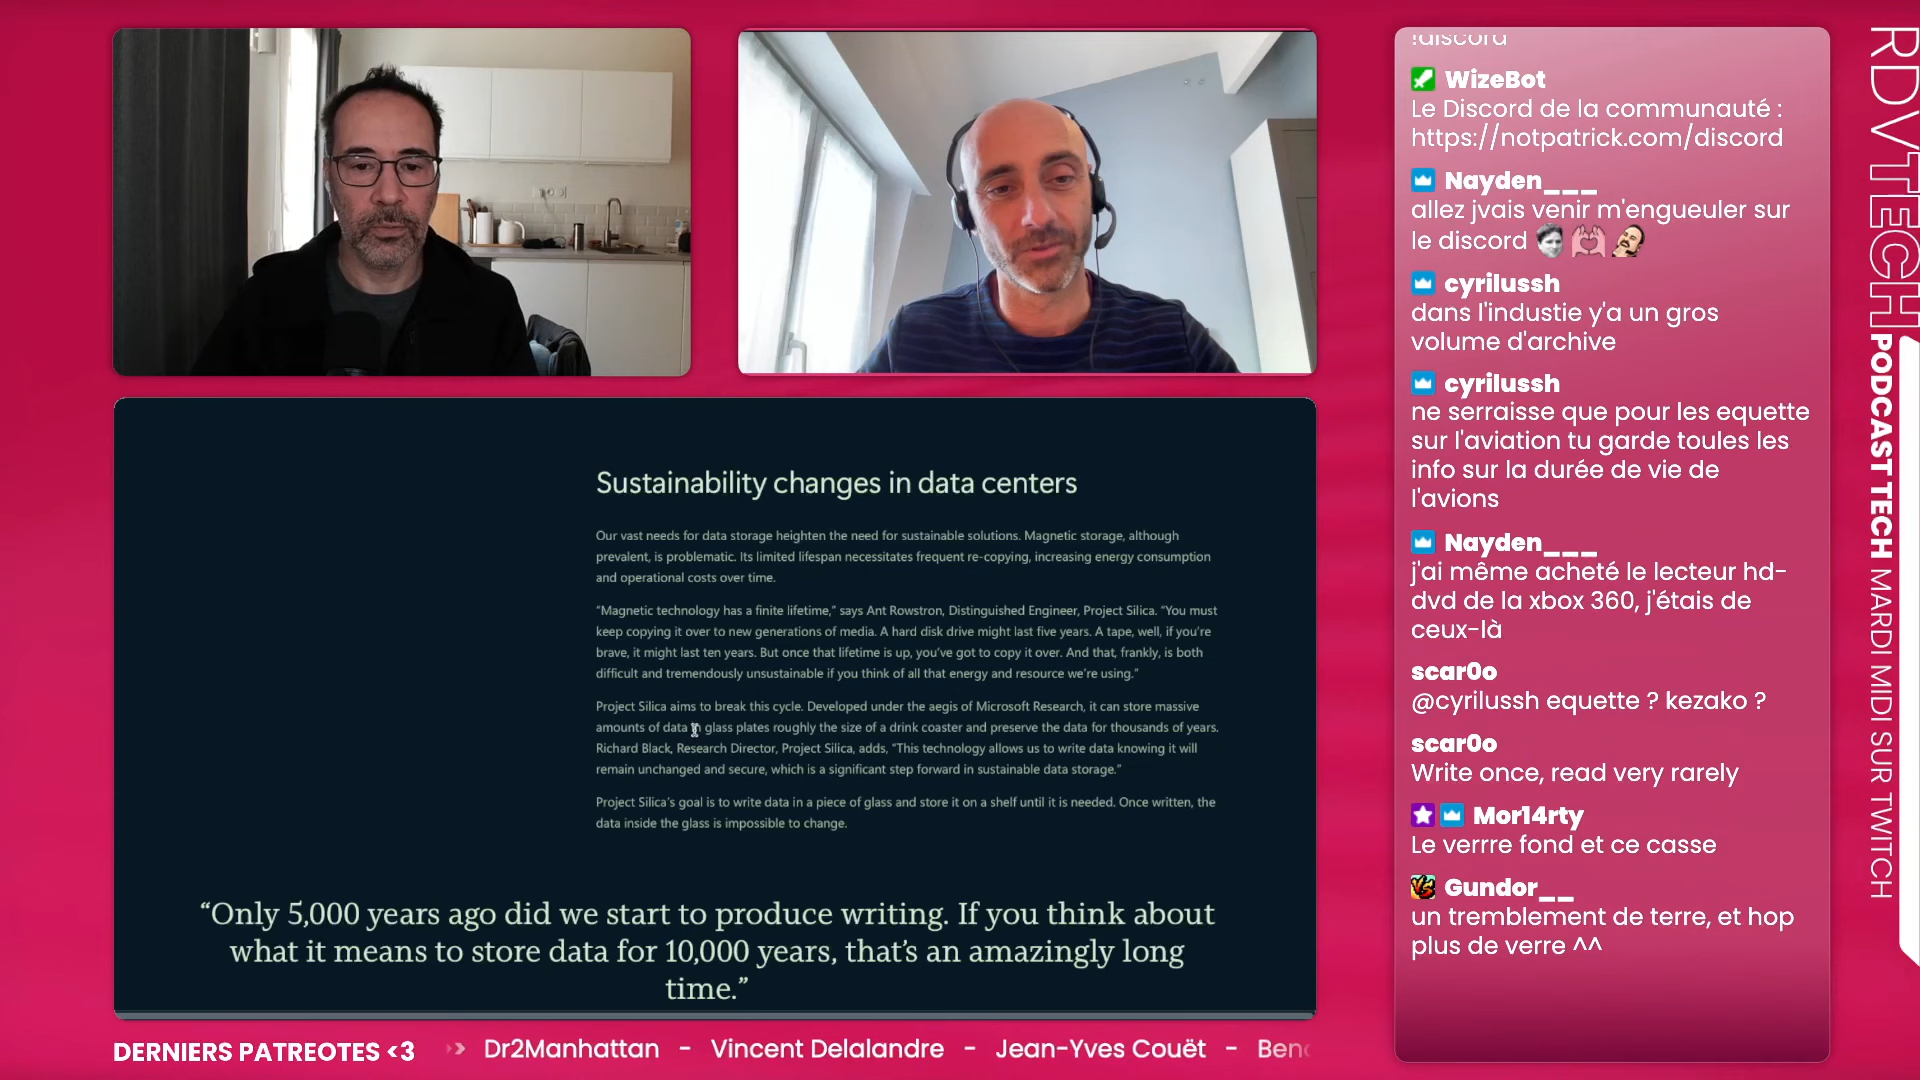 !discord
WizeBot
Le Discord de la communauté :
https://notpatrick.com/discord
Nayden___
allez jvais venir m'engueuler sur
le discord
cyrilussh
dans l'industie y'a un gros
volume d'archive
cyrilussh
ne serraisse que pour les equette
sur l'aviation tu garde toules les
info sur la durée de vie de
l'avions
Nayden___
j'ai même acheté le lecteur hd-
dvd de la xbox 360, j'étais de
ceux-là
scar0o
@cyrilussh equette ? kezako ?
scar0o
Write once, read very rarely
Mor14rty
Le verrre fond et ce casse
Gundor__
un tremblement de terre, et hop
plus de verre ^^
RDVTECH PODCAST TECH MARDI MIDI SUR TWITCH
Sustainability changes in data centers
Our vast needs for data storage heighten the need for sustainable solutions. Magnetic storage, although
prevalent, is problematic. Its limited lifespan necessitates frequent re-copying, increasing energy consumption
and operational costs over time.
“Magnetic technology has a finite lifetime,” says Ant Rowstron, Distinguished Engineer, Project Silica. “You must
keep copying it over to new generations of media. A hard disk drive might last five years. A tape, well, if you’re
brave, it might last ten years. But once that lifetime is up, you’ve got to copy it over. And that, frankly, is both
difficult and tremendously unsustainable if you think of all that energy and resource we’re using.”
Project Silica aims to break this cycle. Developed under the aegis of Microsoft Research, it can store massive
amounts of data in glass plates roughly the size of a drink coaster and preserve the data for thousands of years.
Richard Black, Research Director, Project Silica, adds, “This technology allows us to write data knowing it will
remain unchanged and secure, which is a significant step forward in sustainable data storage.”
Project Silica’s goal is to write data in a piece of glass and store it on a shelf until it is needed. Once written, the
data inside the glass is impossible to change.
“Only 5,000 years ago did we start to produce writing. If you think about
what it means to store data for 10,000 years, that’s an amazingly long
time.”
DERNIERS PATREOTES <3
Dr2Manhattan - Vincent Delalandre - Jean-Yves Couët - Ben